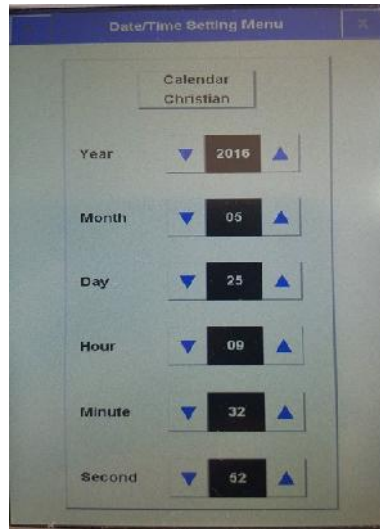 Date/Time Setting Menu X
Calendar
Christian
Year 2016
Month 05
Day 25
Hour 09
Minute 32
Second 52